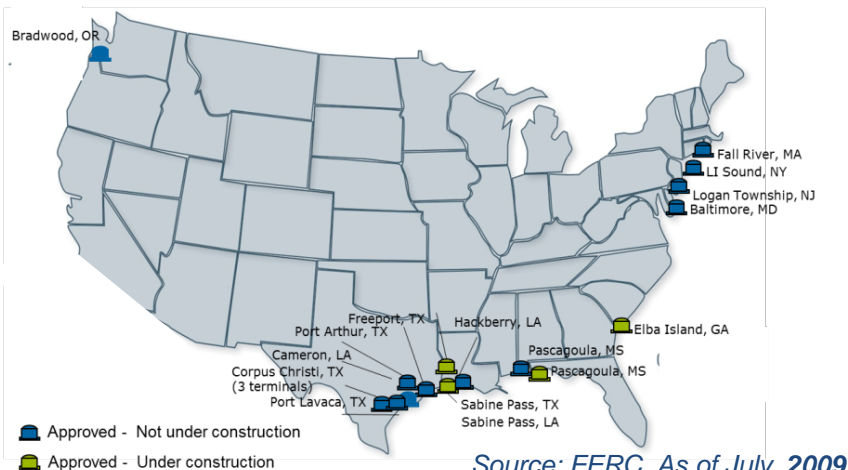 Bradwood, OR
Fall River, MA
LI Sound, NY
Logan Township, NJ
Baltimore, MD
Elba Island, GA
Freeport, TX
Hackberry, LA
Port Arthur, TX
Pascagoula, MS
Cameron, LA
Pascagoula, MS
Corpus Christi, TX
(3 terminals)
Port Lavaca, TX
Sabine Pass, TX
Sabine Pass, LA
Approved - Not under construction
Approved - Under construction
Source: FERC, As of July, 2009